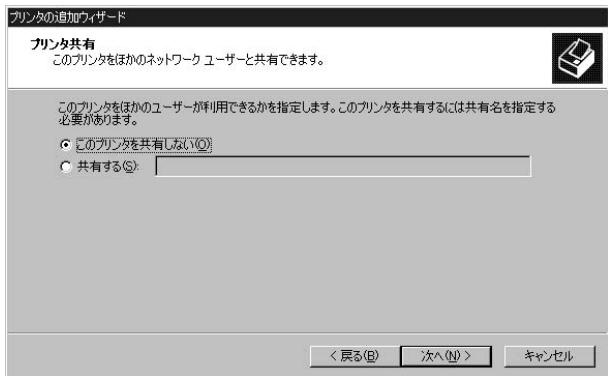 プリンタの追加ウィザード
プリンタ共有
このプリンタをほかのネットワーク ユーザーと共有できます。
このプリンタをほかのユーザーが利用できるかを指定します。このプリンタを共有するには共有名を指定する
必要があります。
このプリンタを共有しない(O)
共有する(S):
< 戻る(B)
次へ(N) >
キャンセル